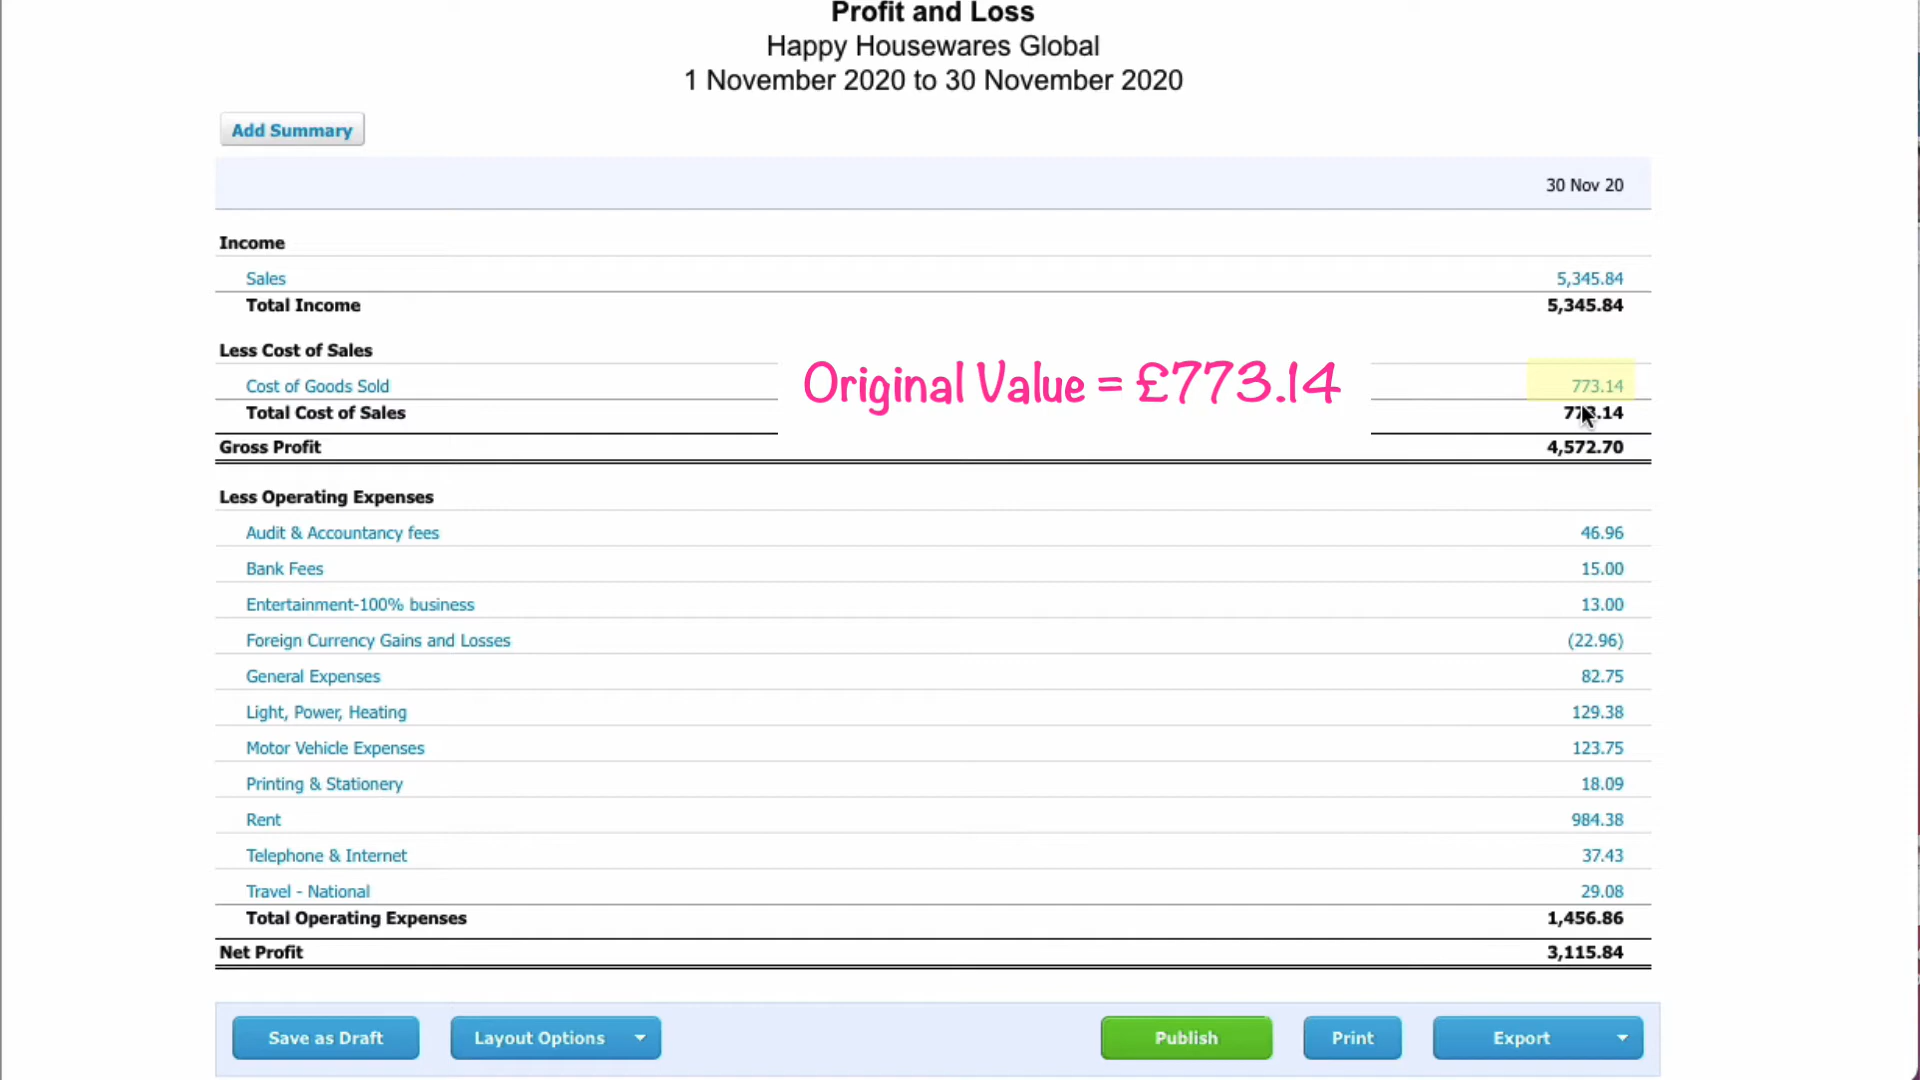 Profit and Loss
Happy Housewares Global
1 November 2020 to 30 November 2020
Add Summary
30 Nov 20
Income
Sales 5,345.84
Total Income 5,345.84
Less Cost of Sales
Original Value = £773.14
Cost of Goods Sold 773.14
Total Cost of Sales 773.14
Gross Profit 4,572.70
Less Operating Expenses
Audit & Accountancy fees 46.96
Bank Fees 15.00
Entertainment-100% business 13.00
Foreign Currency Gains and Losses (22.96)
General Expenses 82.75
Light, Power, Heating 129.38
Motor Vehicle Expenses 123.75
Printing & Stationery 18.09
Rent 984.38
Telephone & Internet 37.43
Travel - National 29.08
Total Operating Expenses 1,456.86
Net Profit 3,115.84
Save as Draft Layout Options Publish Print Export